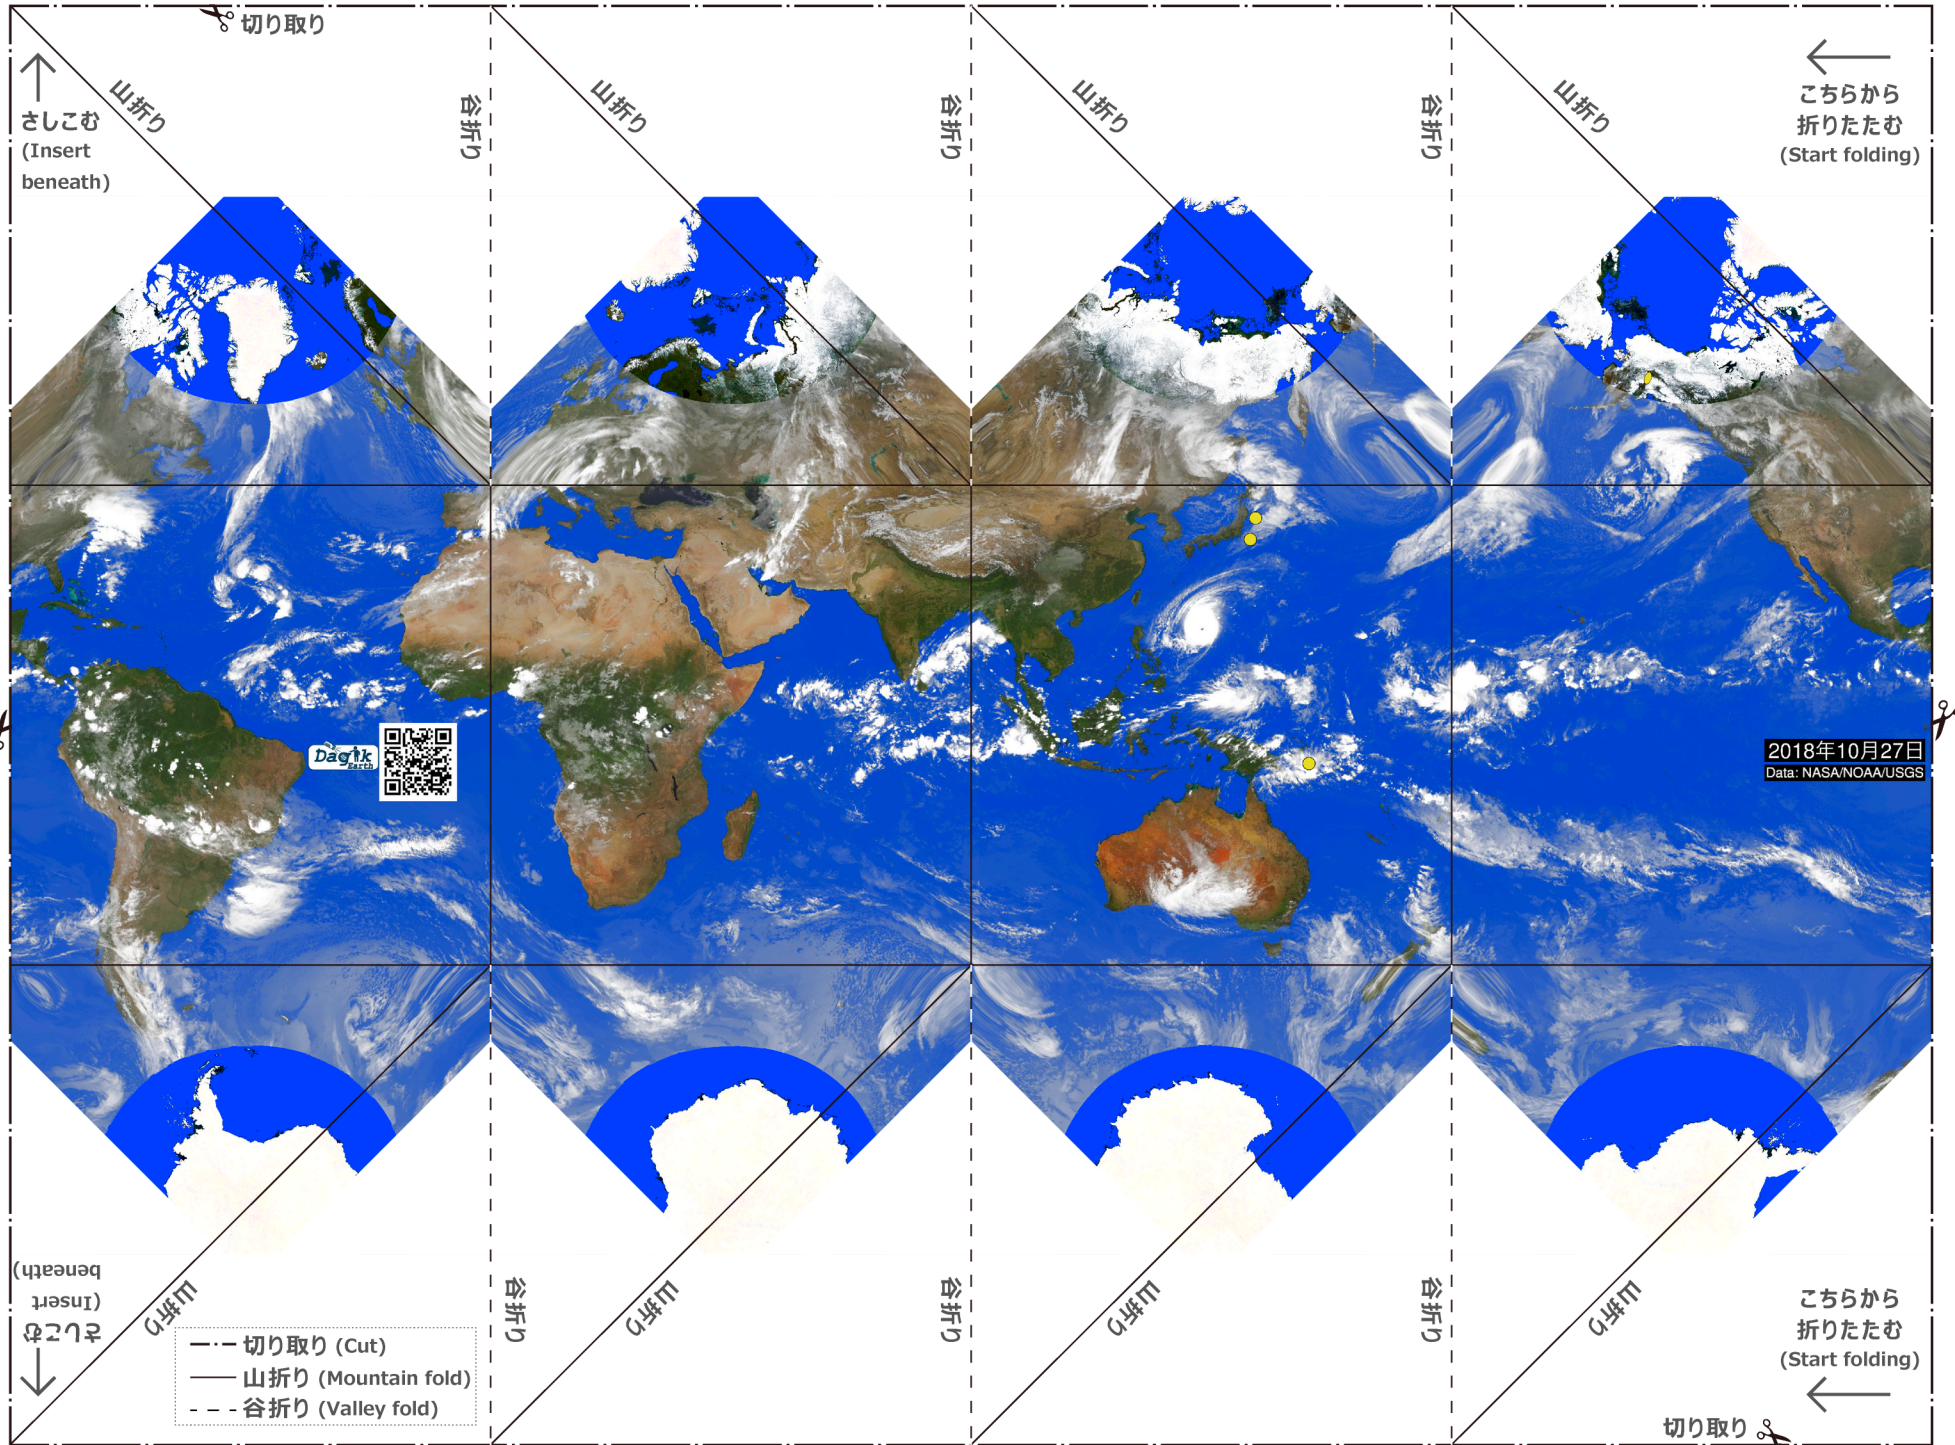 切り取り
さしこむ
(Insert
beneath)
山折り
谷折り
山折り
谷折り
山折り
谷折り
山折り
こちらから
折りたたむ
(Start folding)
Dagik
Earth
2018年10月27日
Data: NASA/NOAA/USGS
さしこむ
(Insert
beneath)
山折り
谷折り
山折り
谷折り
山折り
谷折り
山折り
こちらから
折りたたむ
(Start folding)
切り取り (Cut)
山折り (Mountain fold)
谷折り (Valley fold)
切り取り